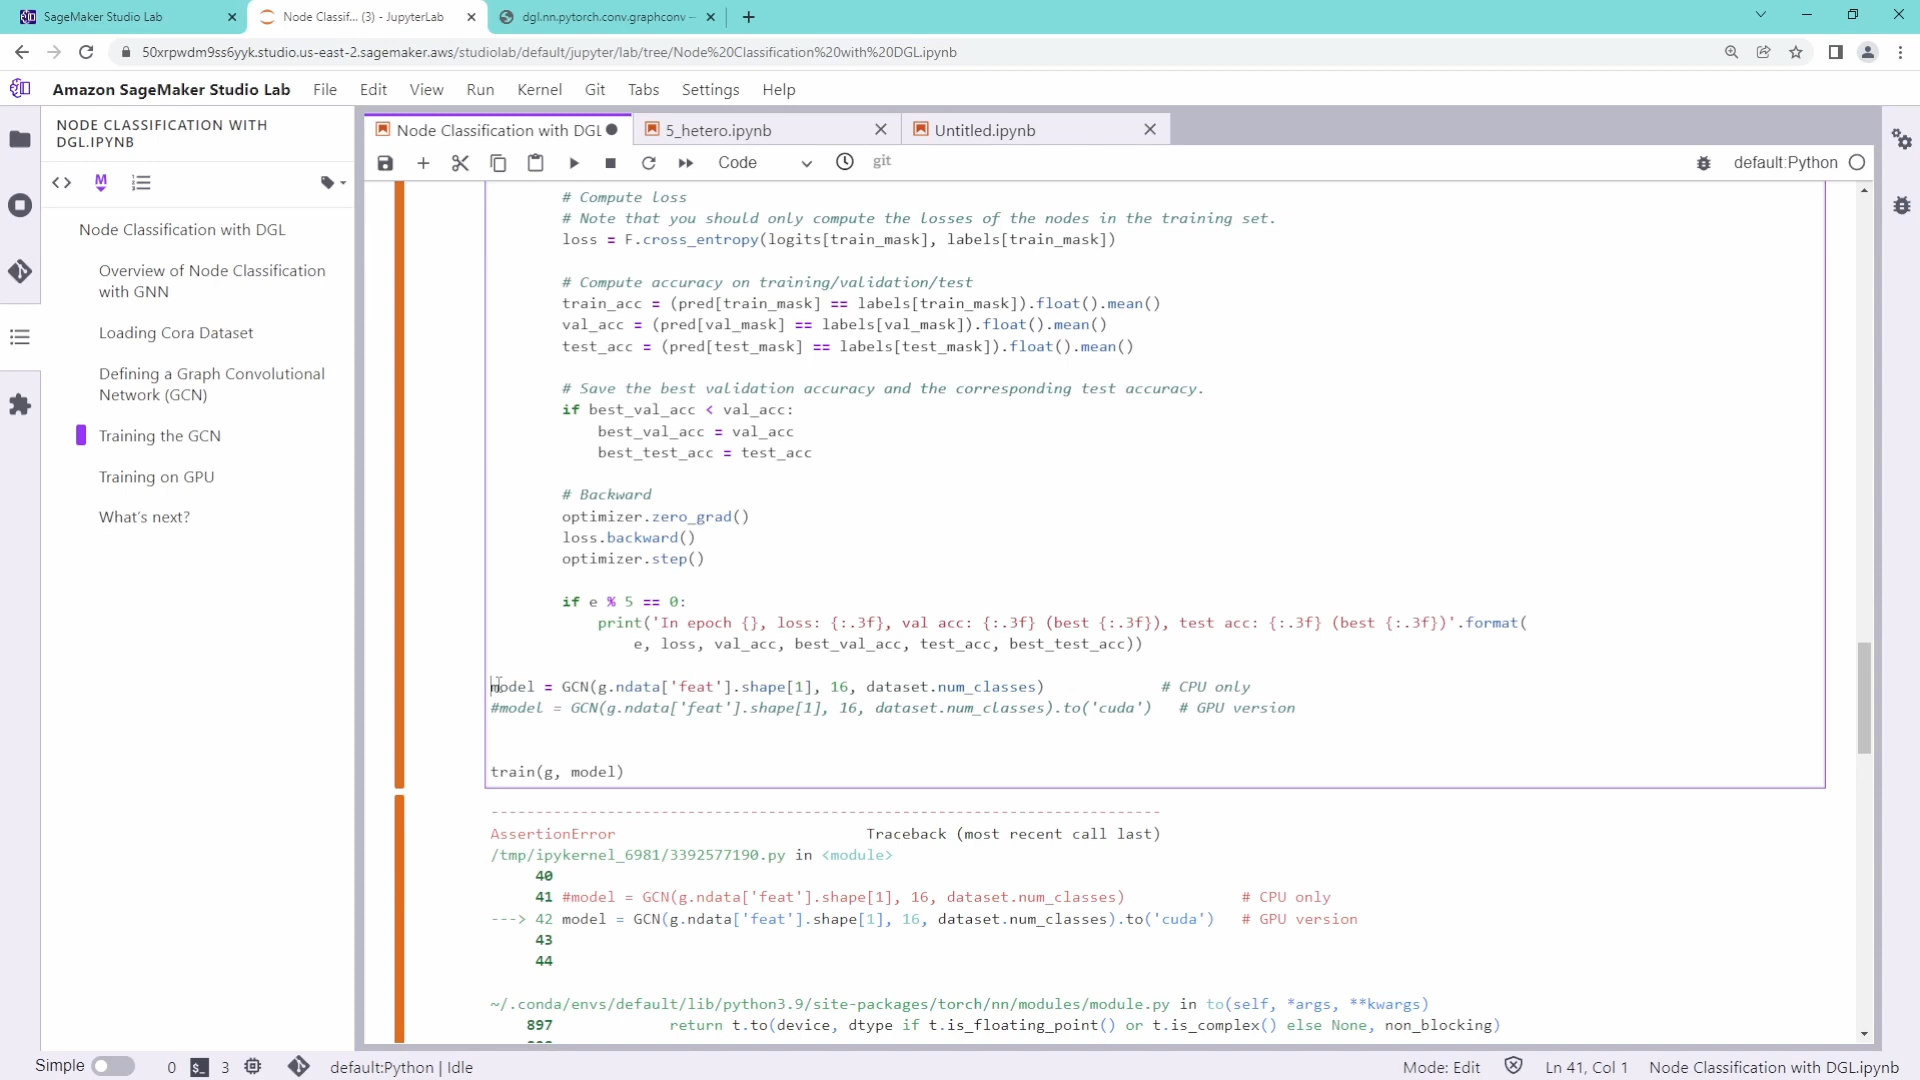 SageMaker Studio Lab
Node Classif... (3) - JupyterLab
dgl.nn.pytorch.conv.graphconv –
50xrpwdm9ss6yyk.studio.us-east-2.sagemaker.aws/studiolab/default/jupyter/lab/tree/Node%20Classification%20with%20DGL.ipynb
Amazon SageMaker Studio Lab File Edit View Run Kernel Git Tabs Settings Help
NODE CLASSIFICATION WITH
DGL.IPYNB
Node Classification with DGL
Overview of Node Classification
with GNN
Loading Cora Dataset
Defining a Graph Convolutional
Network (GCN)
Training the GCN
Training on GPU
What's next?
Node Classification with DGL
5_hetero.ipynb
Untitled.ipynb
Code
git
default:Python
# Compute loss
# Note that you should only compute the losses of the nodes in the training set.
loss = F.cross_entropy(logits[train_mask], labels[train_mask])
# Compute accuracy on training/validation/test
train_acc = (pred[train_mask] == labels[train_mask]).float().mean()
val_acc = (pred[val_mask] == labels[val_mask]).float().mean()
test_acc = (pred[test_mask] == labels[test_mask]).float().mean()
# Save the best validation accuracy and the corresponding test accuracy.
if best_val_acc < val_acc:
best_val_acc = val_acc
best_test_acc = test_acc
# Backward
optimizer.zero_grad()
loss.backward()
optimizer.step()
if e % 5 == 0:
print('In epoch {}, loss: {:.3f}, val acc: {:.3f} (best {:.3f}), test acc: {:.3f} (best {:.3f})'.format(
e, loss, val_acc, best_val_acc, test_acc, best_test_acc))
model = GCN(g.ndata['feat'].shape[1], 16, dataset.num_classes) # CPU only
#model = GCN(g.ndata['feat'].shape[1], 16, dataset.num_classes).to('cuda') # GPU version
train(g, model)
---------------------------------------------------------------------------
AssertionError Traceback (most recent call last)
/tmp/ipykernel_6981/3392577190.py in <module>
40
41 #model = GCN(g.ndata['feat'].shape[1], 16, dataset.num_classes) # CPU only
---> 42 model = GCN(g.ndata['feat'].shape[1], 16, dataset.num_classes).to('cuda') # GPU version
43
44
~/.conda/envs/default/lib/python3.9/site-packages/torch/nn/modules/module.py in to(self, *args, **kwargs)
897 return t.to(device, dtype if t.is_floating_point() or t.is_complex() else None, non_blocking)
Simple 0 $_ 3 default:Python | Idle Mode: Edit Ln 41, Col 1 Node Classification with DGL.ipynb